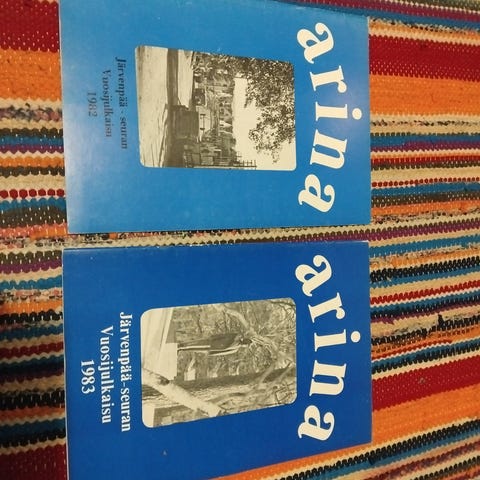 arina
Järvenpää-seuran
Vuosijulkaisu
1982
arina
Järvenpää-seuran
Vuosijulkaisu
1983